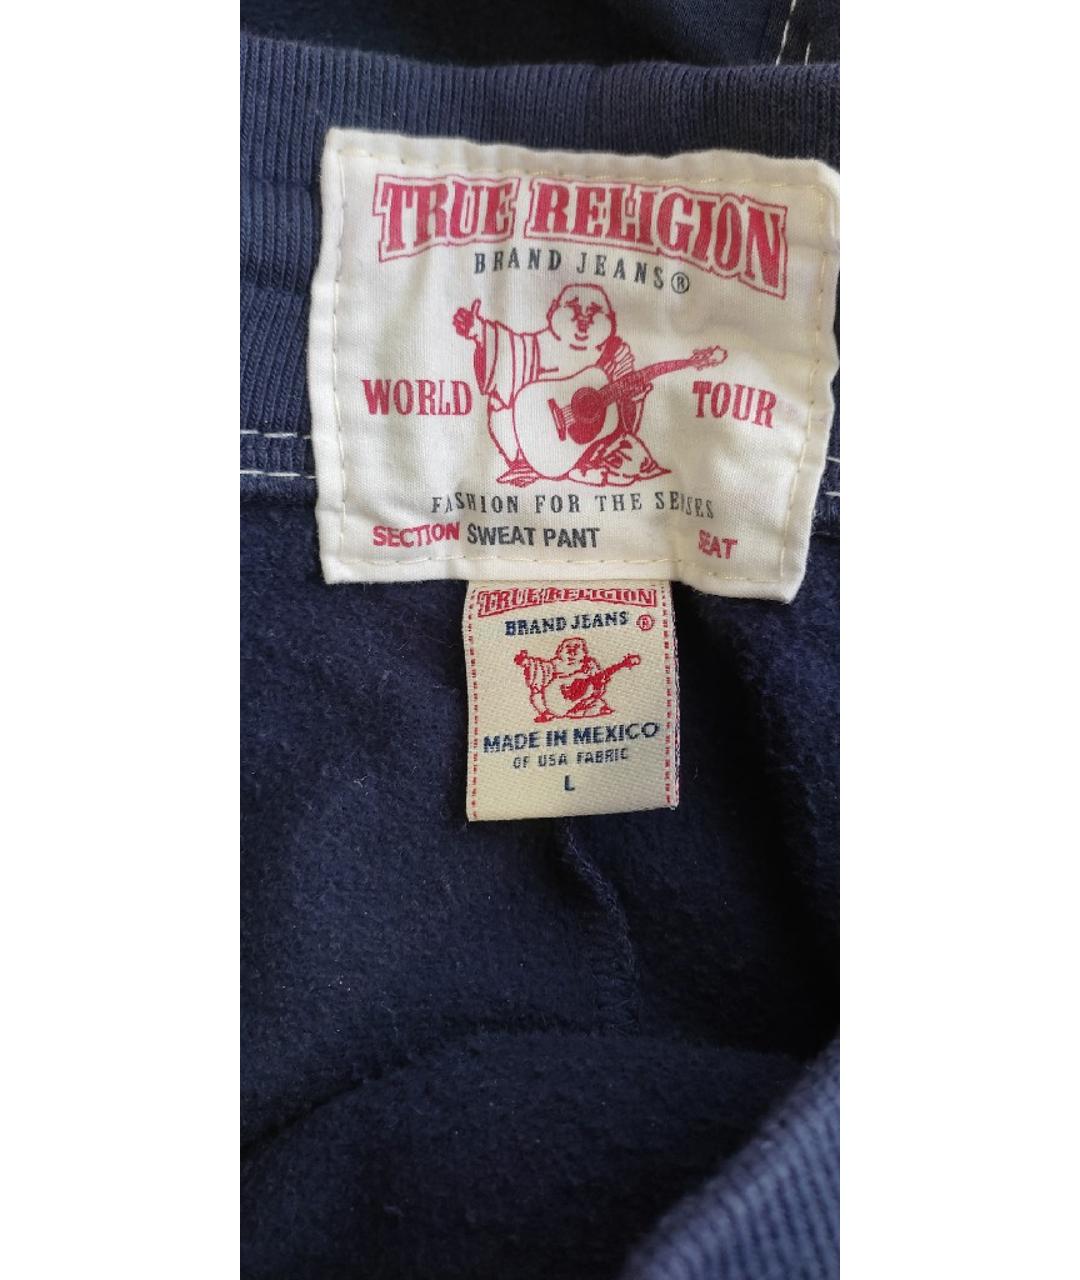 TRUE RELIGION
BRAND JEANS®
WORLD TOUR
FASHION FOR THE SENSES
SECTION SWEAT PANT SEAT
TRUE RELIGION
BRAND JEANS ®
MADE IN MEXICO
OF USA FABRIC
L